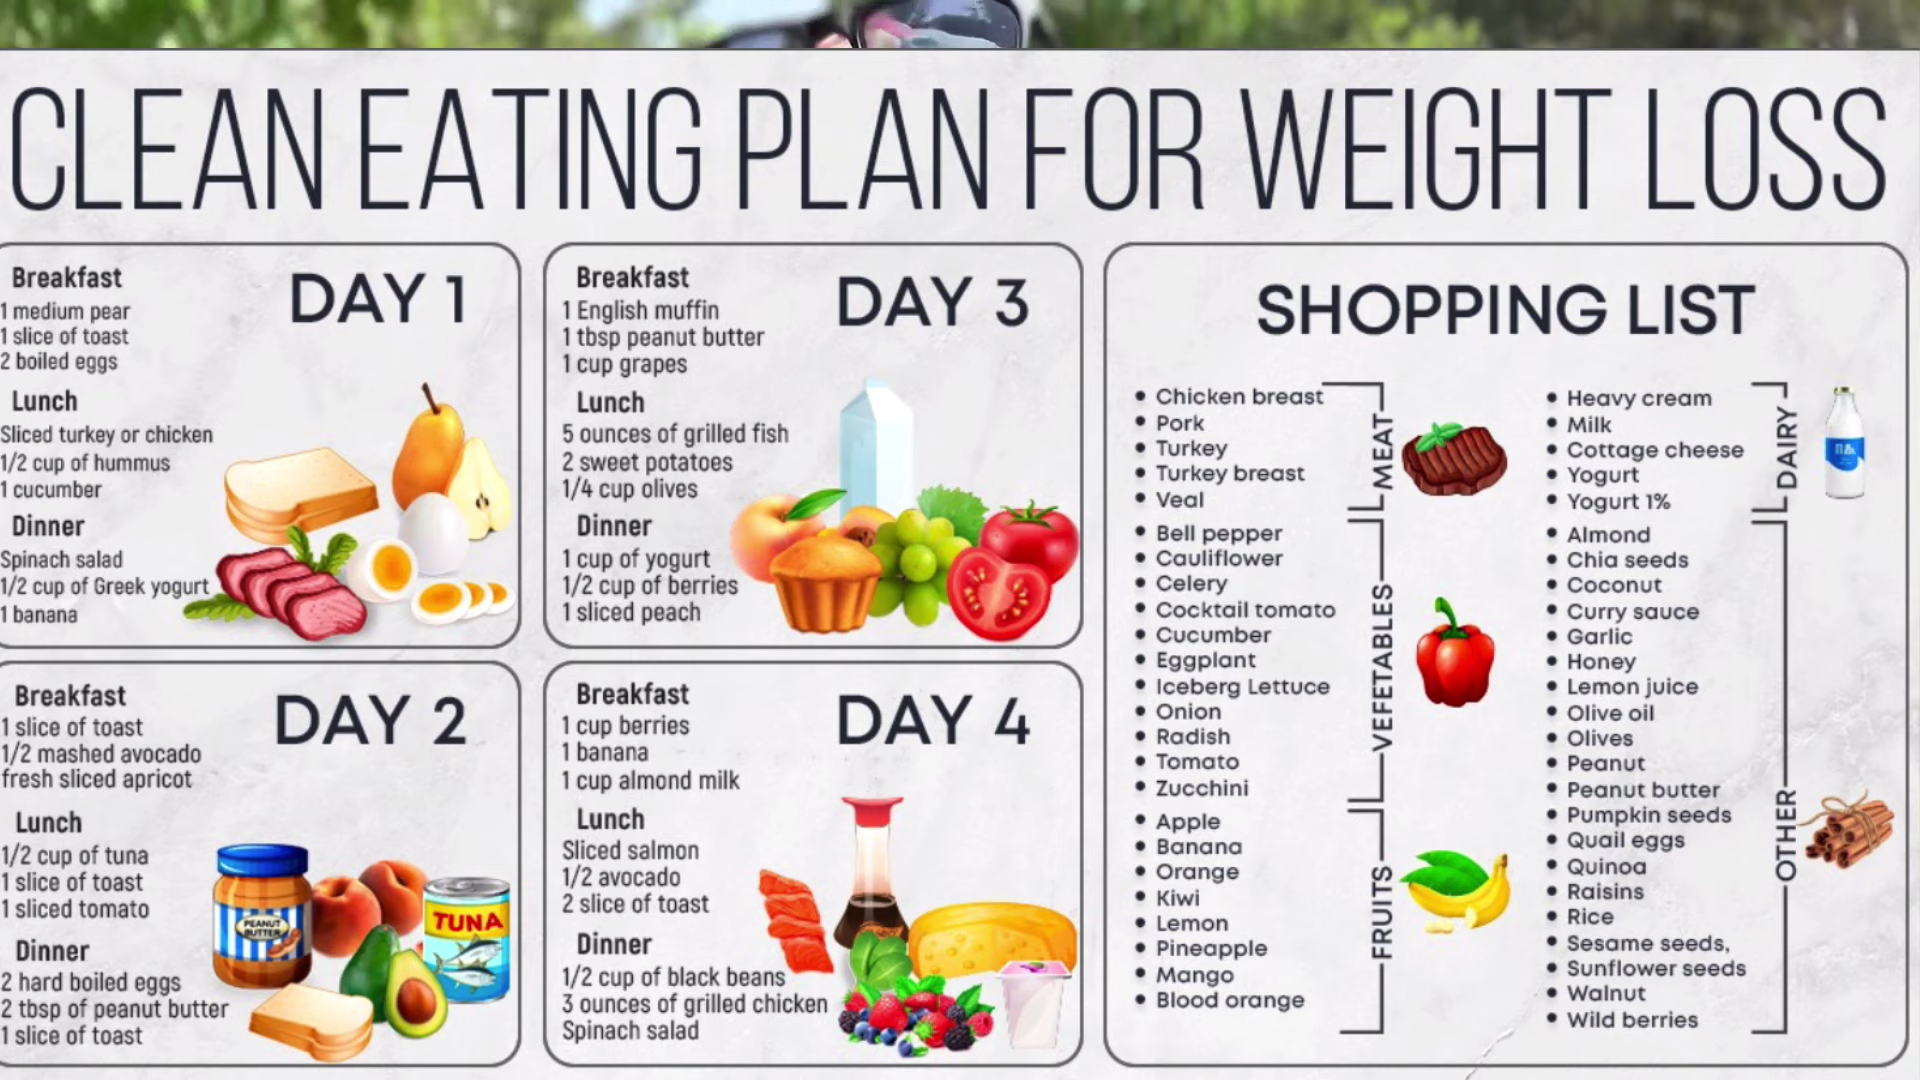 CLEAN EATING PLAN FOR WEIGHT LOSS
DAY 1
Breakfast
1 medium pear
1 slice of toast
2 boiled eggs
Lunch
Sliced turkey or chicken
1/2 cup of hummus
1 cucumber
Dinner
Spinach salad
1/2 cup of Greek yogurt
1 banana
DAY 2
Breakfast
1 slice of toast
1/2 mashed avocado
fresh sliced apricot
Lunch
1/2 cup of tuna
1 slice of toast
1 sliced tomato
Dinner
2 hard boiled eggs
2 tbsp of peanut butter
1 slice of toast
PEANUT
BUTTER
TUNA
DAY 3
Breakfast
1 English muffin
1 tbsp peanut butter
1 cup grapes
Lunch
5 ounces of grilled fish
2 sweet potatoes
1/4 cup olives
Dinner
1 cup of yogurt
1/2 cup of berries
1 sliced peach
DAY 4
Breakfast
1 cup berries
1 banana
1 cup almond milk
Lunch
Sliced salmon
1/2 avocado
2 slice of toast
Dinner
1/2 cup of black beans
3 ounces of grilled chicken
Spinach salad
SHOPPING LIST
MEAT
Chicken breast
Pork
Turkey
Turkey breast
Veal
VEFETABLES
Bell pepper
Cauliflower
Celery
Cocktail tomato
Cucumber
Eggplant
Iceberg Lettuce
Onion
Radish
Tomato
Zucchini
FRUITS
Apple
Banana
Orange
Kiwi
Lemon
Pineapple
Mango
Blood orange
DAIRY
Heavy cream
Milk
Cottage cheese
Yogurt
Yogurt 1%
OTHER
Almond
Chia seeds
Coconut
Curry sauce
Garlic
Honey
Lemon juice
Olive oil
Olives
Peanut
Peanut butter
Pumpkin seeds
Quail eggs
Quinoa
Raisins
Rice
Sesame seeds,
Sunflower seeds
Walnut
Wild berries